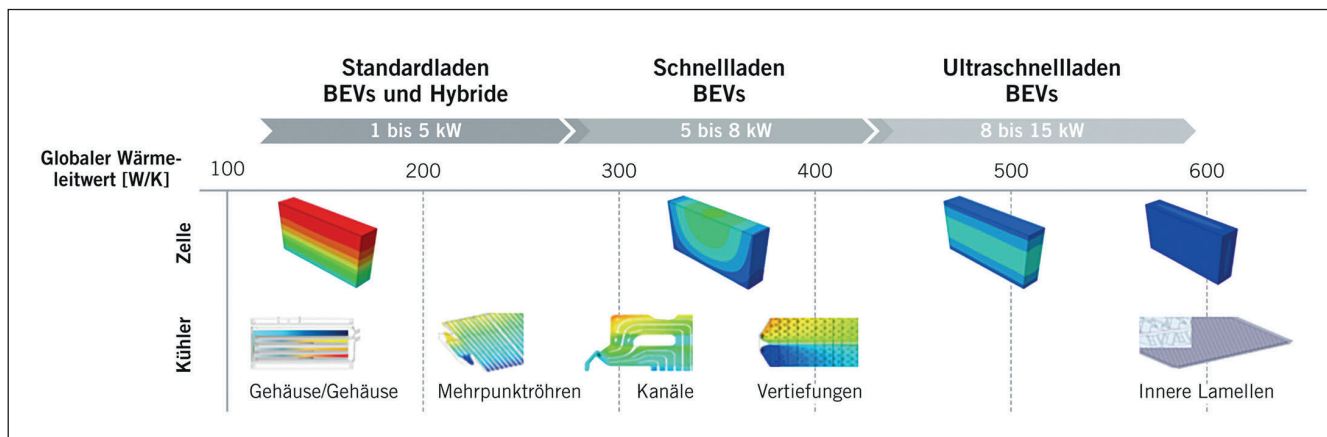 Standardladen
BEVs und Hybride
Schnellladen
BEVs
Ultraschnellladen
BEVs
1 bis 5 kW
5 bis 8 kW
8 bis 15 kW
Globaler Wärme-
leitwert [W/K]
100
200
300
400
500
600
Zelle
Kühler
Gehäuse/Gehäuse
Mehrpunktröhren
Kanäle
Vertiefungen
Innere Lamellen